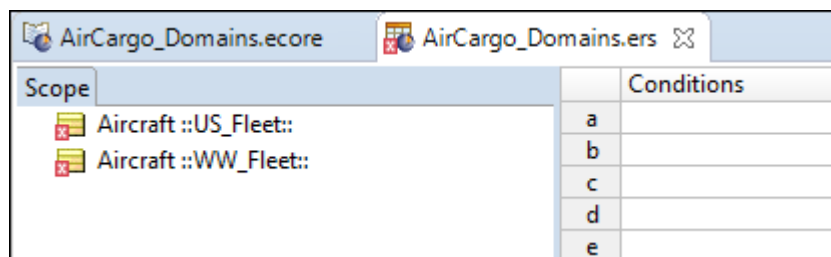 AirCargo_Domains.ecore
AirCargo_Domains.ers
Scope
Conditions
Aircraft ::US_Fleet::
Aircraft ::WW_Fleet::
a
b
c
d
e